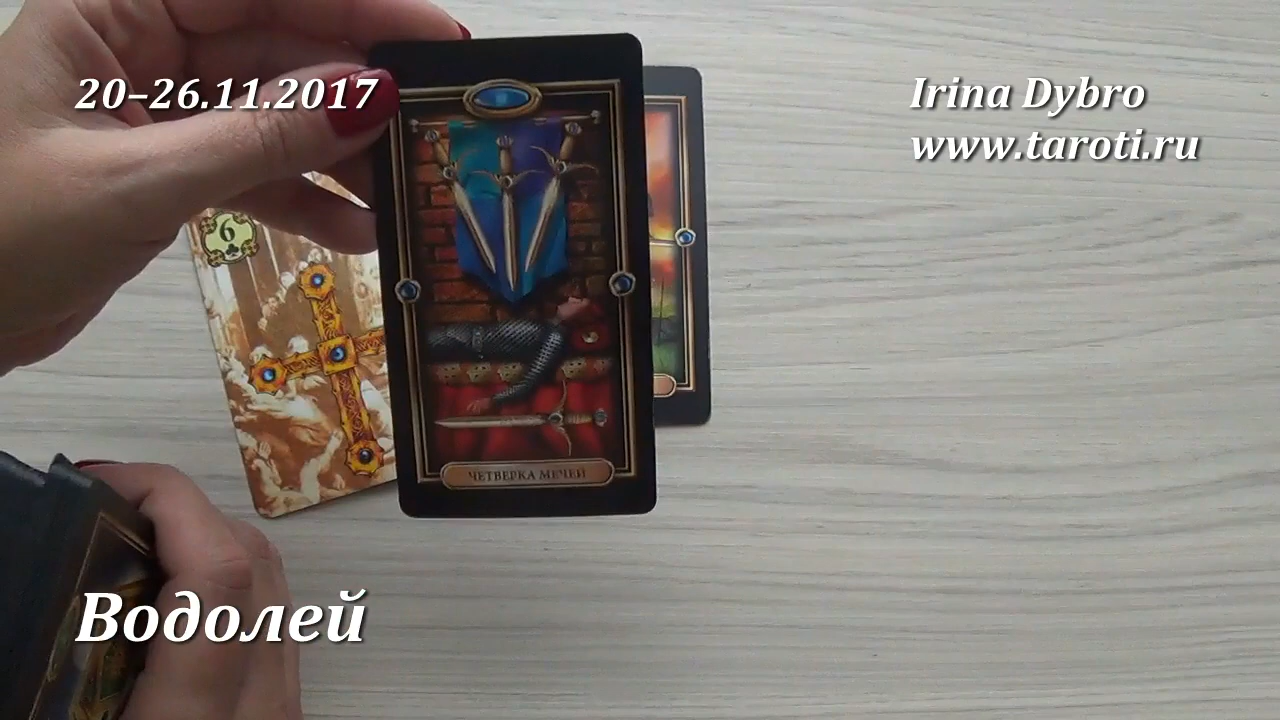 20–26.11.2017
Irina Dybro
www.taroti.ru
6
ЧЕТВЕРКА МЕЧЕЙ
Водолей